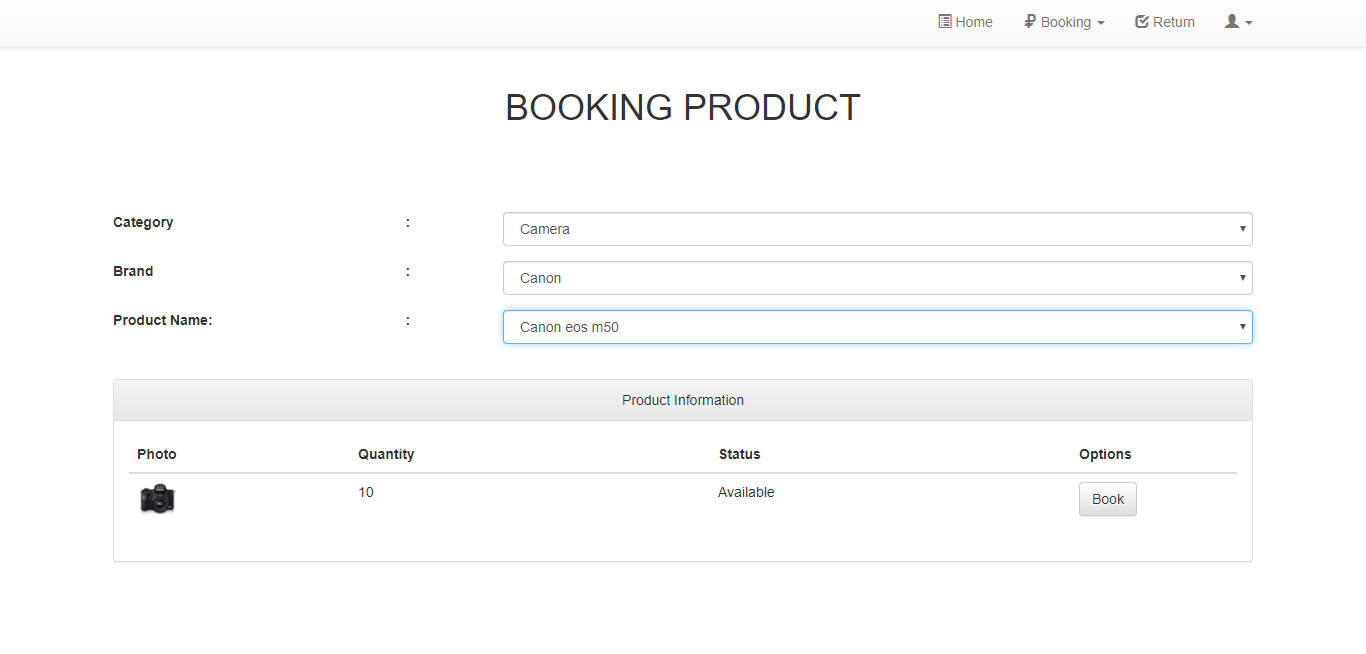 Home Booking Return
BOOKING PRODUCT
Category : Camera
Brand : Canon
Product Name: : Canon eos m50
Product Information
Photo Quantity Status Options
10 Available Book